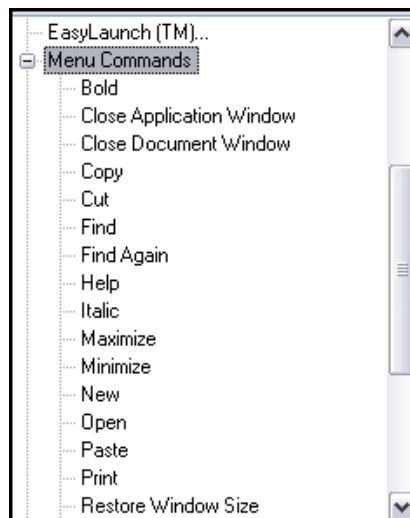 EasyLaunch (TM)...
Menu Commands
Bold
Close Application Window
Close Document Window
Copy
Cut
Find
Find Again
Help
Italic
Maximize
Minimize
New
Open
Paste
Print
Restore Window Size